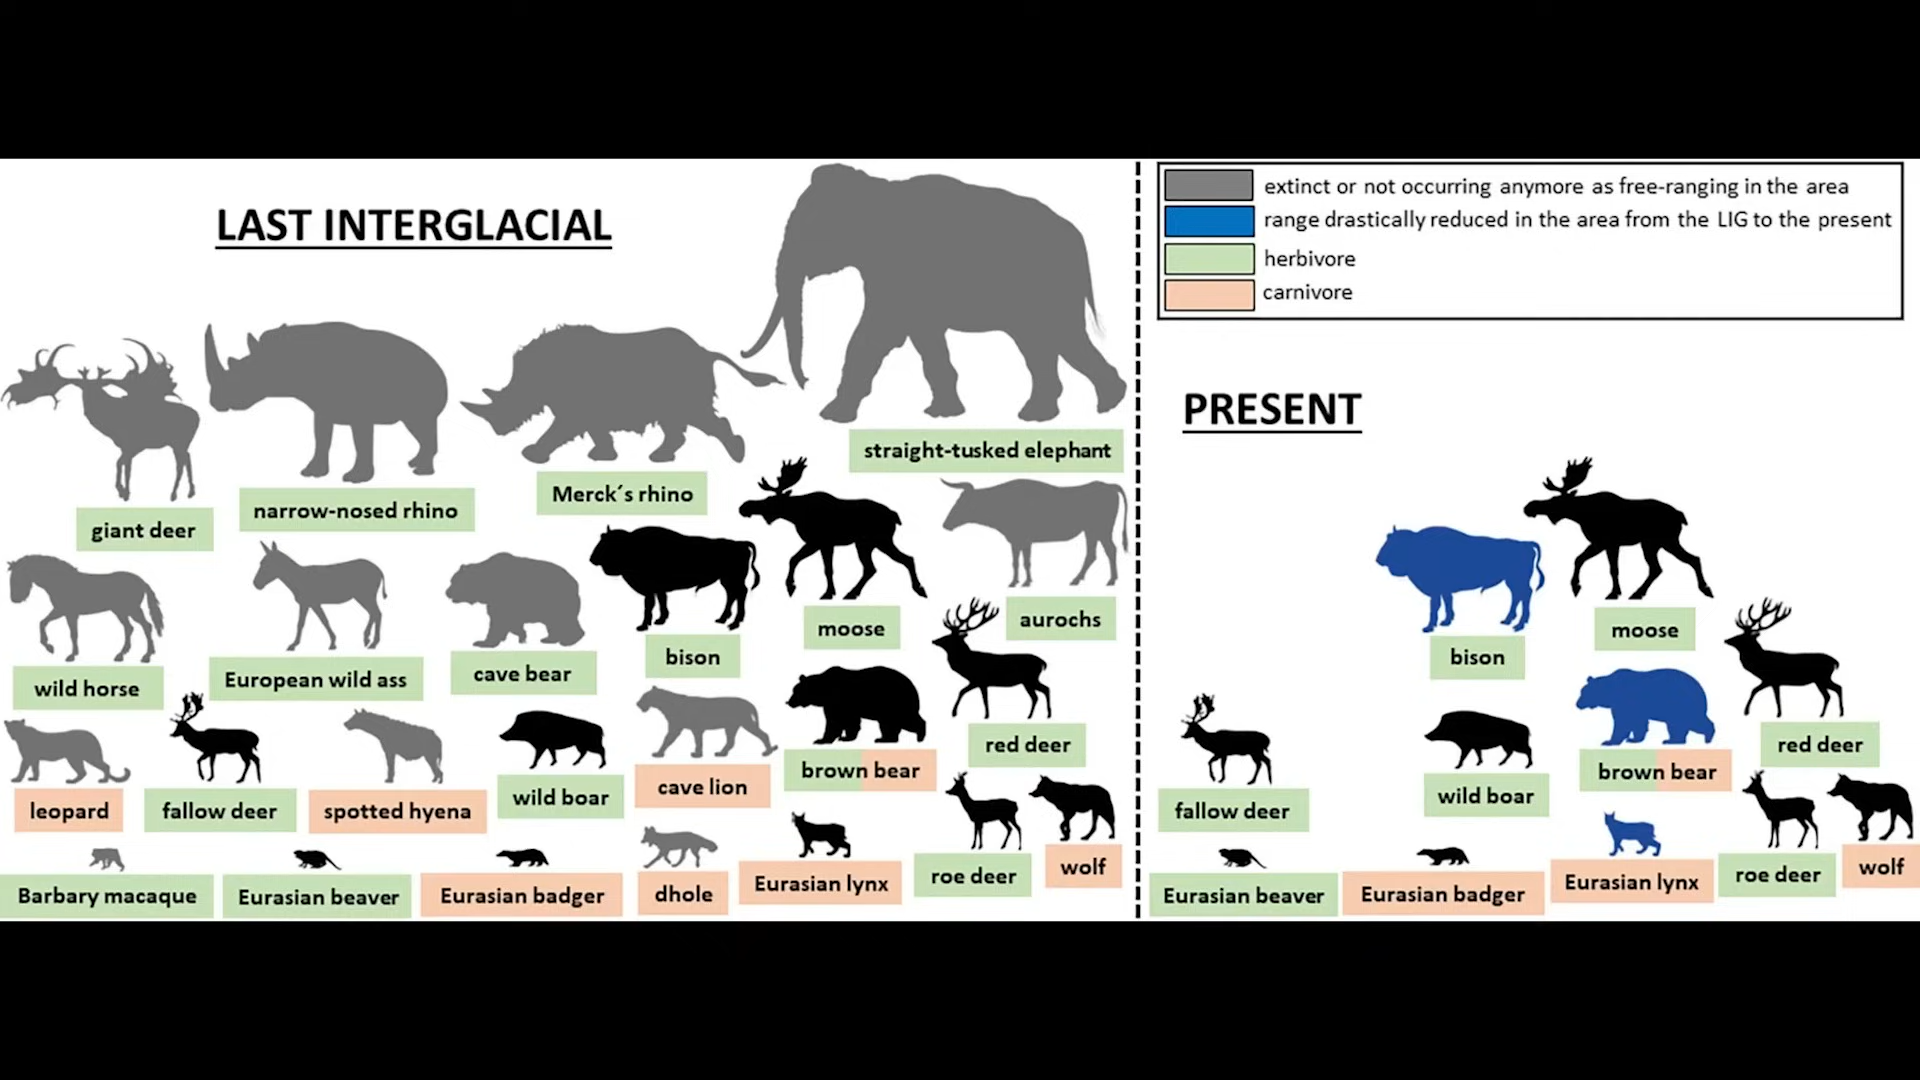 LAST INTERGLACIAL
giant deer
narrow-nosed rhino
Merck´s rhino
straight-tusked elephant
wild horse
European wild ass
cave bear
bison
moose
aurochs
leopard
fallow deer
spotted hyena
wild boar
cave lion
brown bear
red deer
Barbary macaque
Eurasian beaver
Eurasian badger
dhole
Eurasian lynx
roe deer
wolf
extinct or not occurring anymore as free-ranging in the area
range drastically reduced in the area from the LIG to the present
herbivore
carnivore
PRESENT
bison
moose
fallow deer
wild boar
brown bear
red deer
Eurasian beaver
Eurasian badger
Eurasian lynx
roe deer
wolf